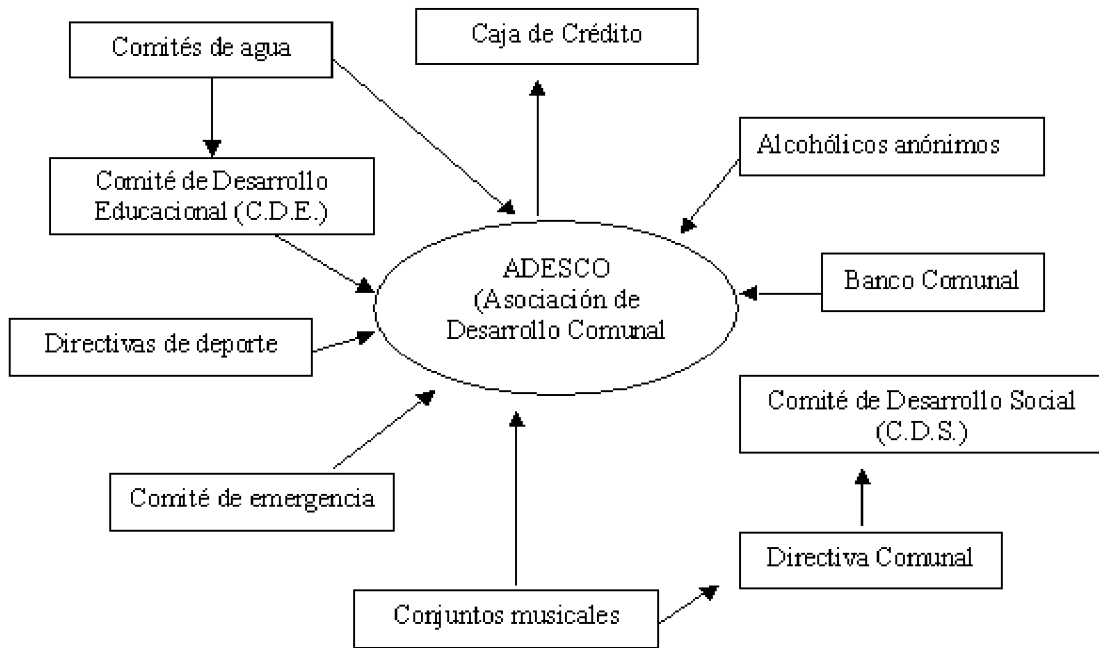 Comités de agua
Caja de Crédito
Alcohólicos anónimos
Comité de Desarrollo
Educacional (C.D.E.)
ADESCO
(Asociación de
Desarrollo Comunal
Banco Comunal
Directivas de deporte
Comité de Desarrollo Social
(C.D.S.)
Comité de emergencia
Directiva Comunal
Conjuntos musicales